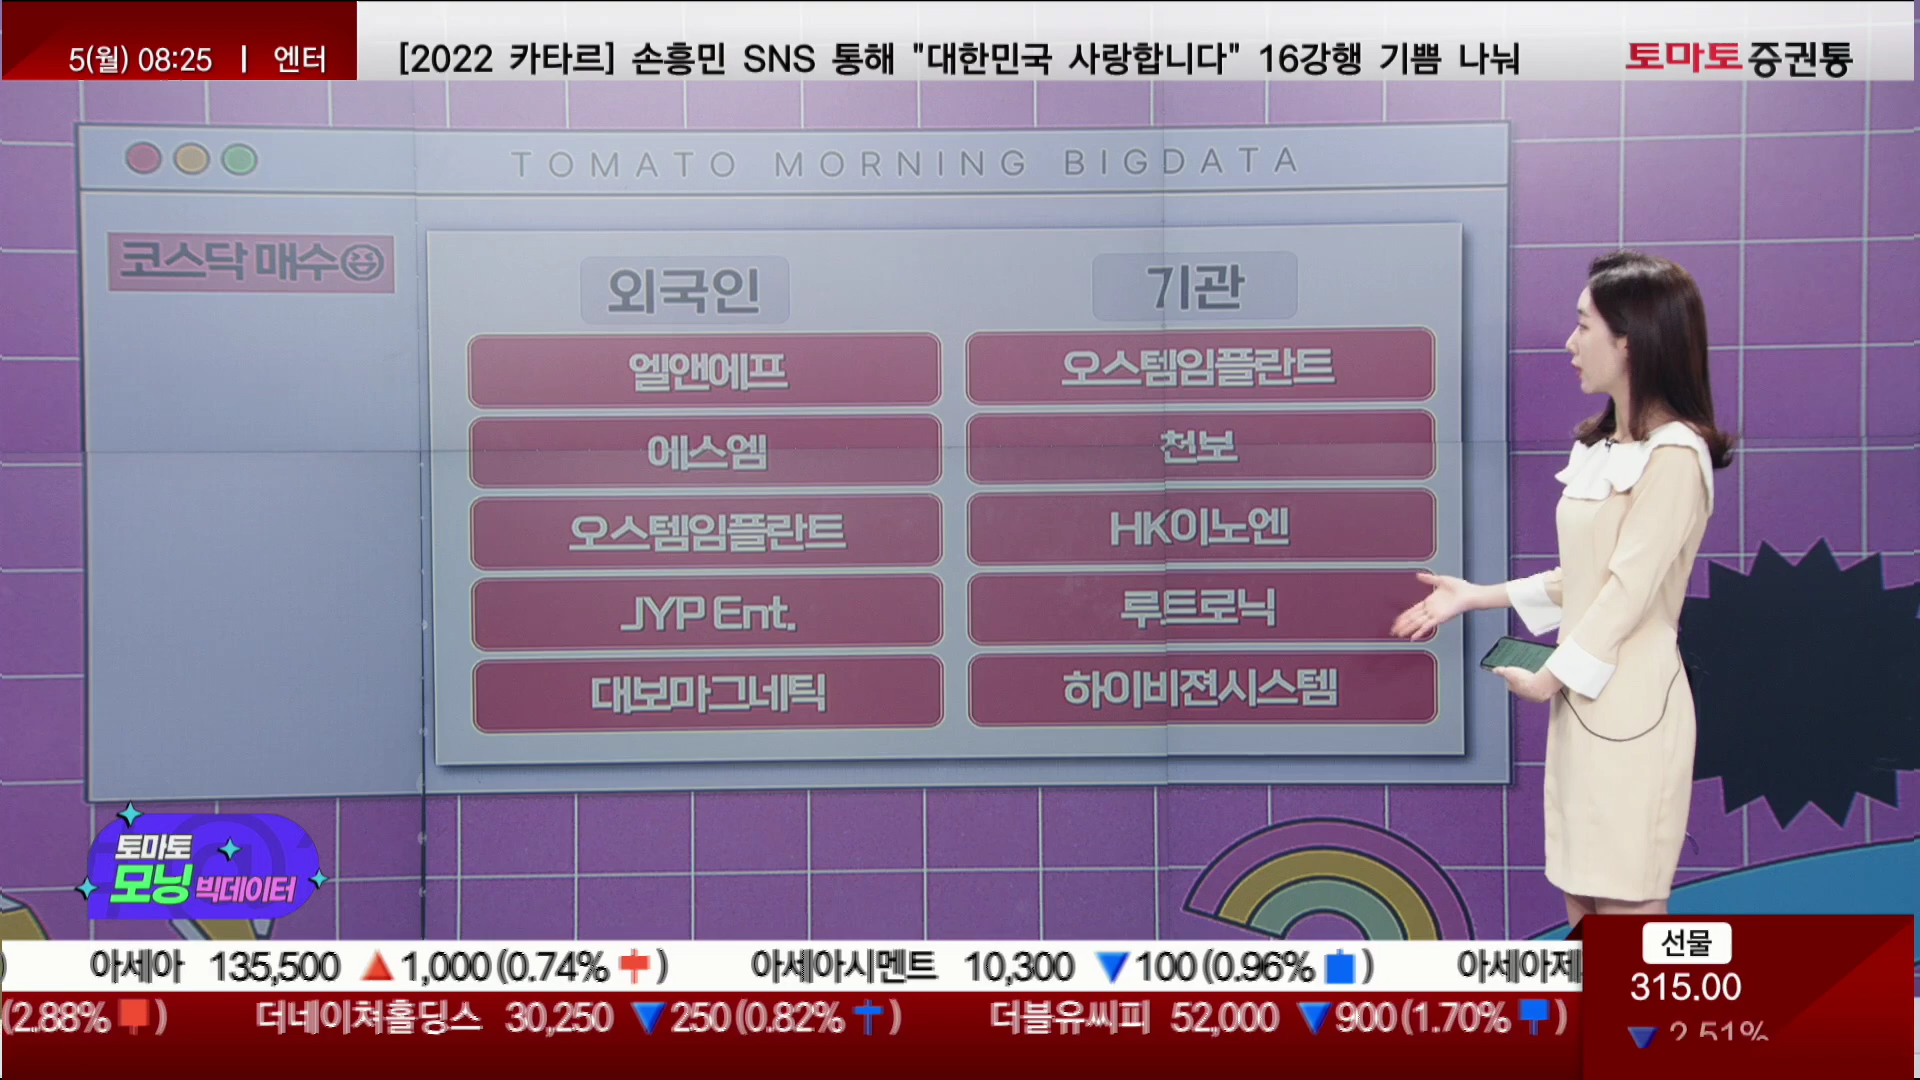 5(월) 08:25 | 엔터
[2022 카타르] 손흥민 SNS 통해 "대한민국 사랑합니다" 16강행 기쁨 나눠
토마토증권통
TOMATO MORNING BIGDATA
코스닥 매수
외국인
엘앤에프
에스엠
오스템임플란트
JYP Ent.
대보마그네틱
기관
오스템임플란트
천보
HK이노엔
루트로닉
하이비젼시스템
토마토
모닝 빅데이터
) 아세아 135,500 ▲1,000(0.74% ) 아세아시멘트 10,300 ▼100(0.96% ) 아세아제
(2.88% ) 더네이쳐홀딩스 30,250 ▼250(0.82% ) 더블유씨피 52,000 ▼900(1.70% )
선물
315.00
▼ 2.51%